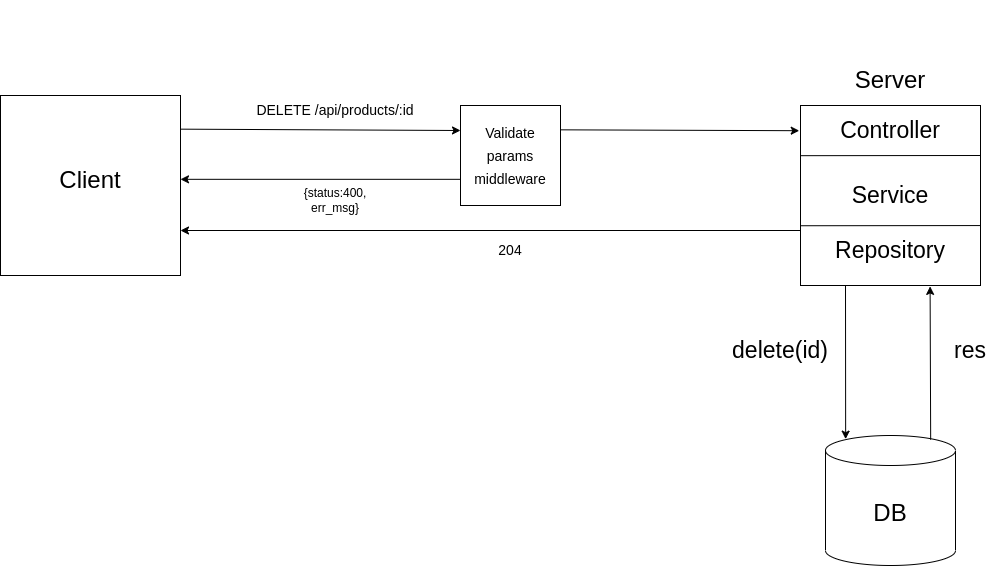 Server
DELETE /api/products/:id
Client
Validate
params
middleware
Controller
Service
Repository
{status:400,
err_msg}
204
delete(id)
res
DB